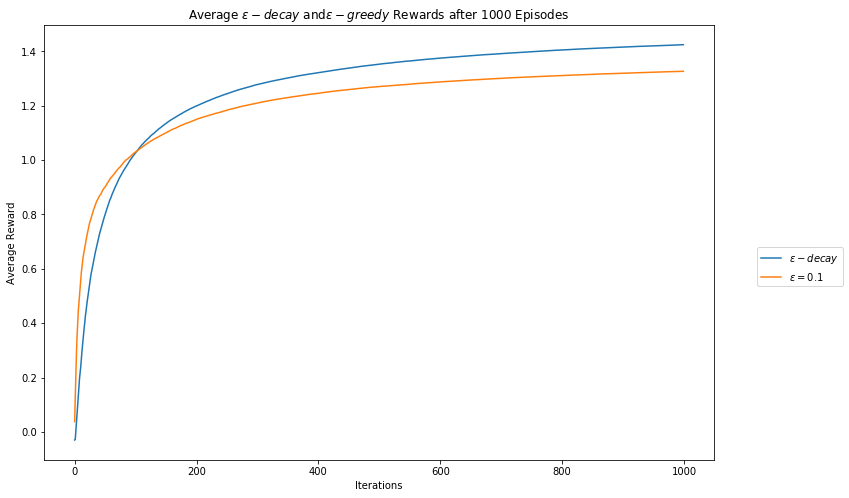 Average ε − decay andε − greedy Rewards after 1000 Episodes
Average Reward
1.4
1.2
1.0
0.8
0.6
0.4
0.2
0.0
0 200 400 600 800 1000
Iterations
ε − decay
ε = 0.1